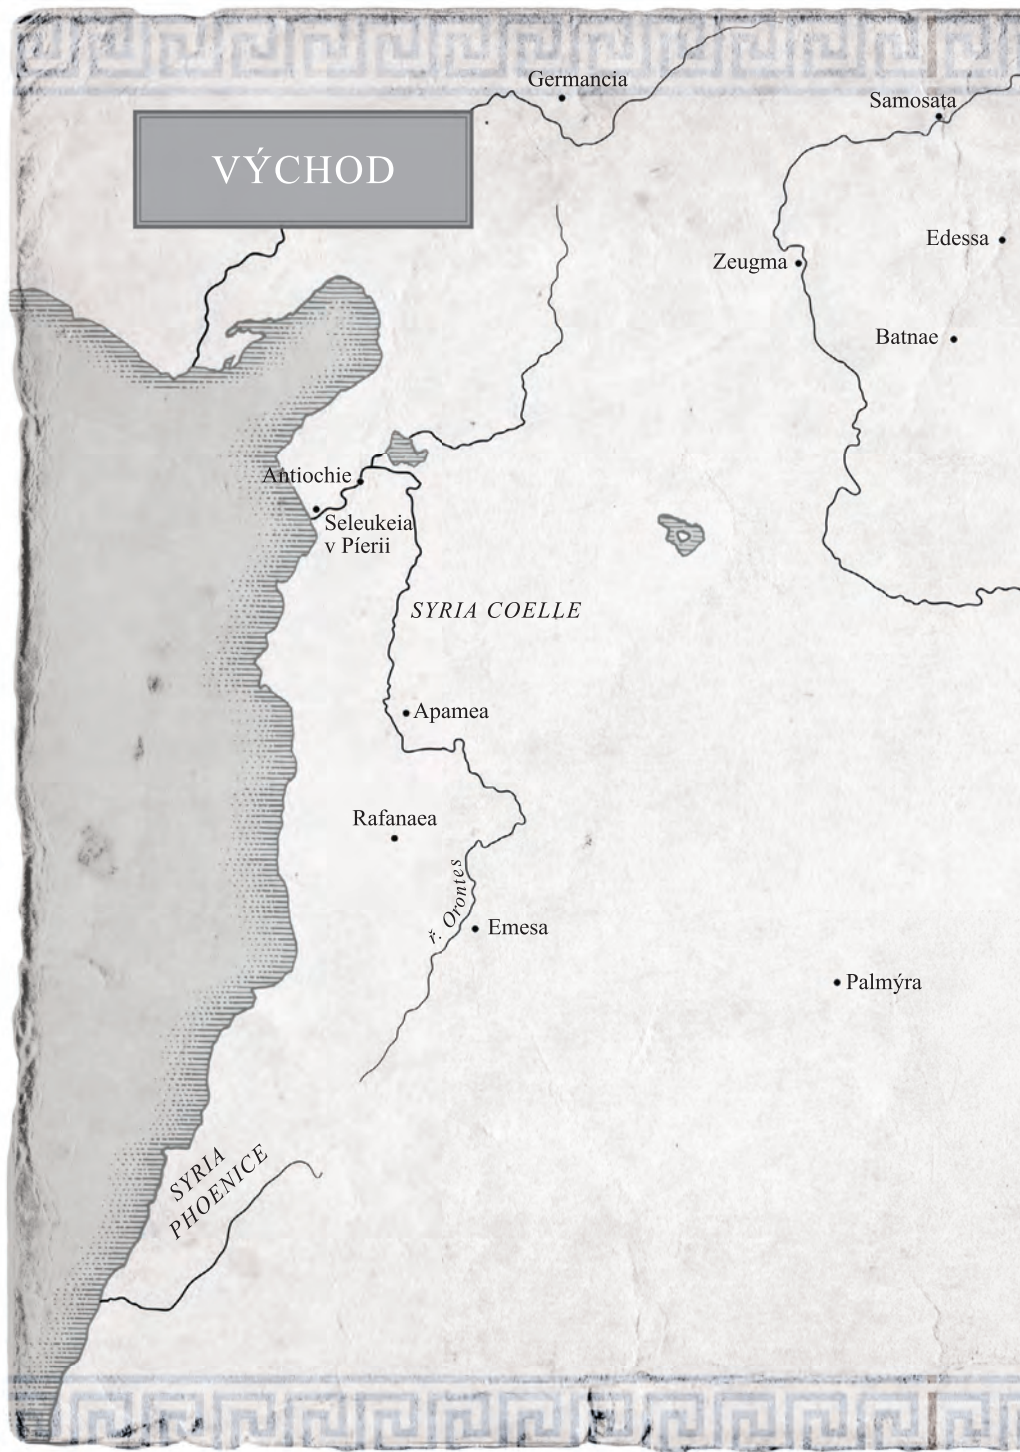 Germancia
Samosata
VÝCHOD
Edessa
Zeugma
Batnae
Antiochie
Seleukeia
v Píerii
SYRIA COELLE
Apamea
Rafanaea
ř. Orontes
Emesa
Palmýra
SYRIA
PHOENICE